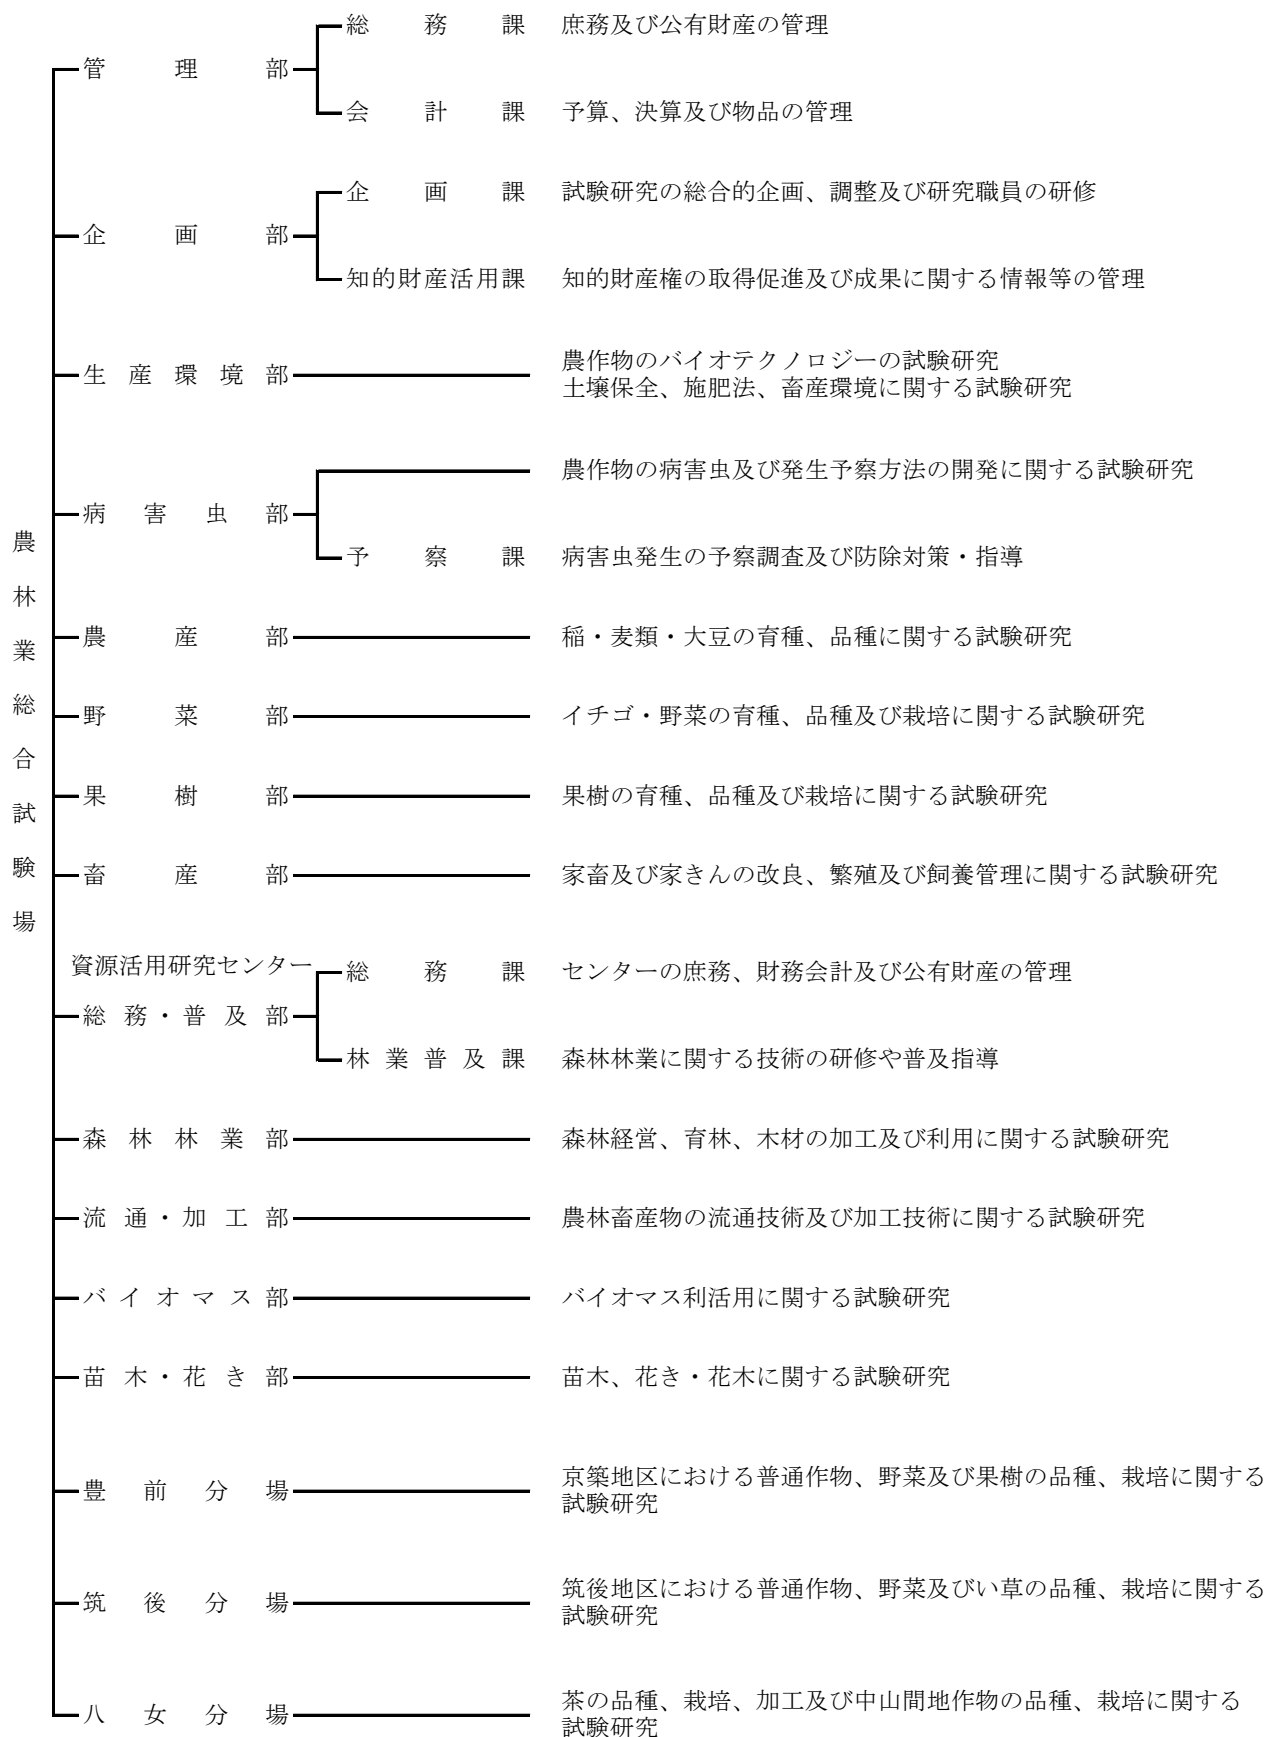 農林業総合試験場
管理部
総務課 庶務及び公有財産の管理
会計課 予算、決算及び物品の管理
企画部
企画課 試験研究の総合的企画、調整及び研究職員の研修
知的財産活用課 知的財産権の取得促進及び成果に関する情報等の管理
生産環境部
農作物のバイオテクノロジーの試験研究
土壌保全、施肥法、畜産環境に関する試験研究
病害虫部
農作物の病害虫及び発生予察方法の開発に関する試験研究
予察課 病害虫発生の予察調査及び防除対策・指導
農産部 稲・麦類・大豆の育種、品種に関する試験研究
野菜部 イチゴ・野菜の育種、品種及び栽培に関する試験研究
果樹部 果樹の育種、品種及び栽培に関する試験研究
畜産部 家畜及び家きんの改良、繁殖及び飼養管理に関する試験研究
資源活用研究センター
総務・普及部
総務課 センターの庶務、財務会計及び公有財産の管理
林業普及課 森林林業に関する技術の研修や普及指導
森林林業部 森林経営、育林、木材の加工及び利用に関する試験研究
流通・加工部 農林畜産物の流通技術及び加工技術に関する試験研究
バイオマス部 バイオマス利活用に関する試験研究
苗木・花き部 苗木、花き・花木に関する試験研究
豊前分場
京築地区における普通作物、野菜及び果樹の品種、栽培に関する
試験研究
筑後分場
筑後地区における普通作物、野菜及びい草の品種、栽培に関する
試験研究
八女分場
茶の品種、栽培、加工及び中山間地作物の品種、栽培に関する
試験研究